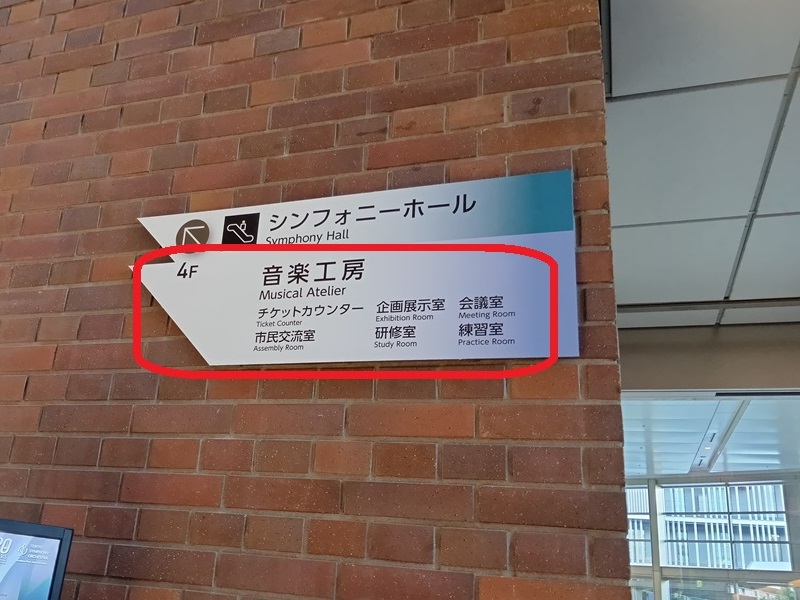 シンフォニーホール
Symphony Hall
4F
音楽工房
Musical Atelier
チケットカウンター 企画展示室 会議室
Ticket Counter Exhibition Room Meeting Room
市民交流室 研修室 練習室
Assembly Room Study Room Practice Room